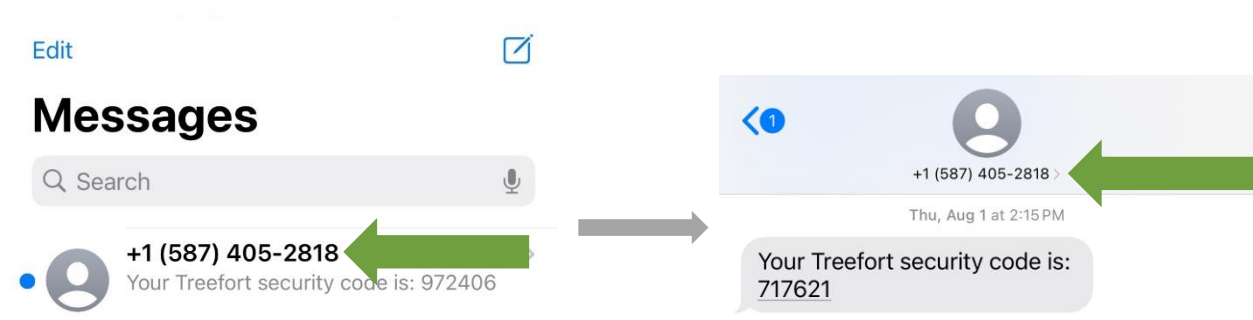 Edit
Messages
Search
+1 (587) 405-2818
Your Treefort security code is: 972406
1
+1 (587) 405-2818
Thu, Aug 1 at 2:15 PM
Your Treefort security code is:
717621